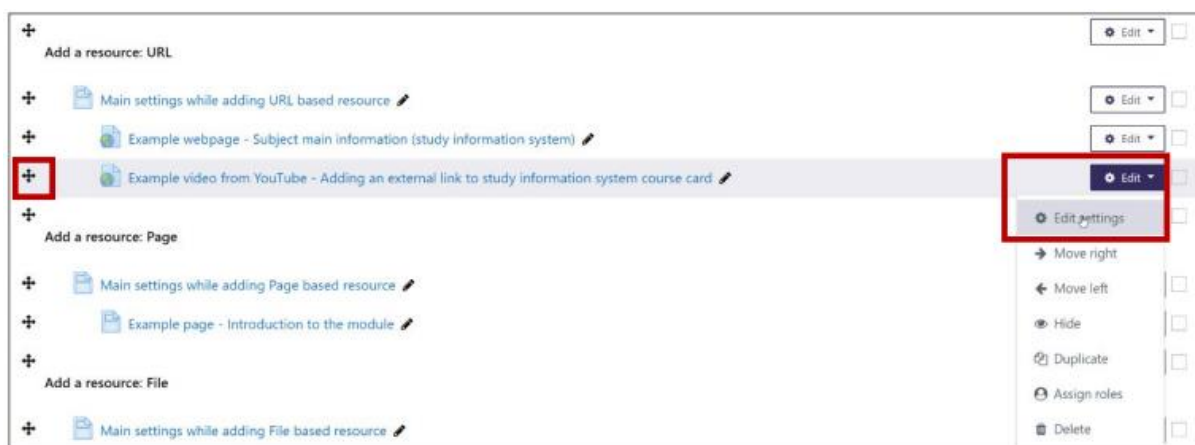 Edit
Add a resource: URL
Main settings while adding URL based resource Edit
Example webpage - Subject main information (study information system) Edit
Example video from YouTube - Adding an external link to study information system course card Edit
Edit settings
Add a resource: Page
Move right
Main settings while adding Page based resource
Move left
Example page - Introduction to the module
Hide
Duplicate
Add a resource: File
Assign roles
Main settings while adding File based resource
Delete